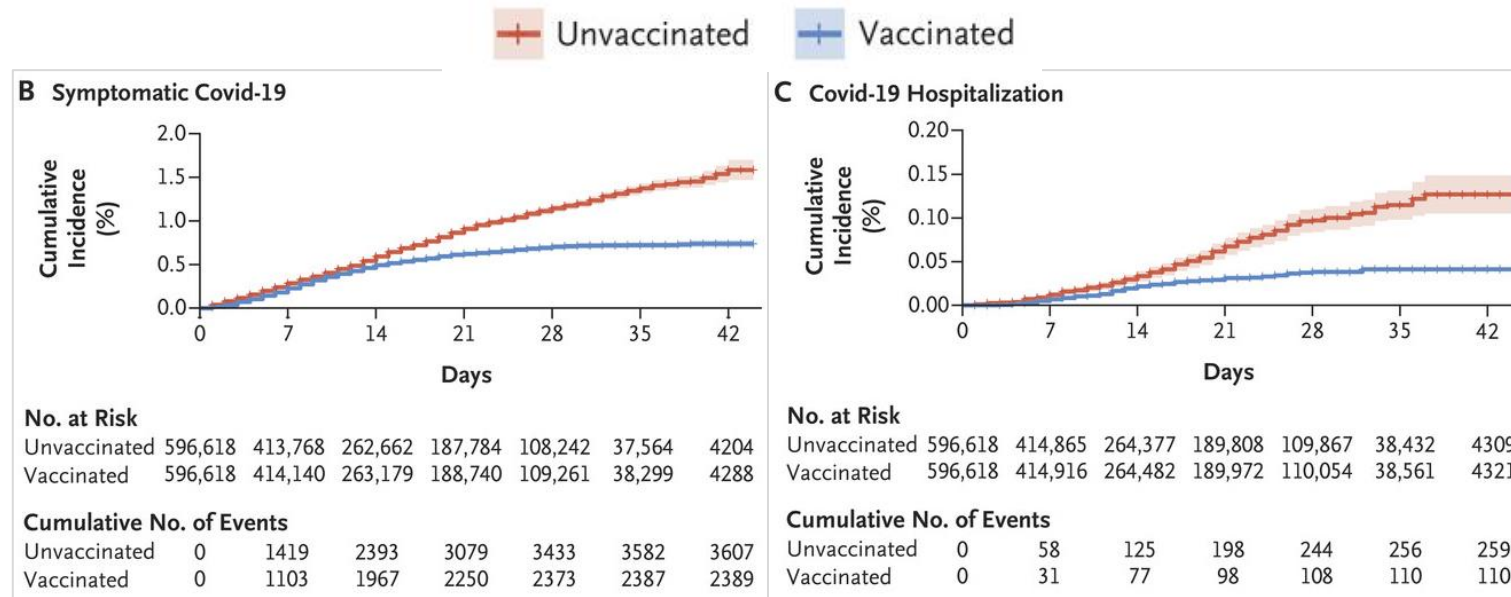 Unvaccinated Vaccinated
B Symptomatic Covid-19
Cumulative
Incidence
(%)
2.0
1.5
1.0
0.5
0.0
0 7 14 21 28 35 42
Days
No. at Risk
Unvaccinated 596,618 413,768 262,662 187,784 108,242 37,564 4204
Vaccinated 596,618 414,140 263,179 188,740 109,261 38,299 4288
Cumulative No. of Events
Unvaccinated 0 1419 2393 3079 3433 3582 3607
Vaccinated 0 1103 1967 2250 2373 2387 2389
C Covid-19 Hospitalization
Cumulative
Incidence
(%)
0.20
0.15
0.10
0.05
0.00
0 7 14 21 28 35 42
Days
No. at Risk
Unvaccinated 596,618 414,865 264,377 189,808 109,867 38,432 4309
Vaccinated 596,618 414,916 264,482 189,972 110,054 38,561 4321
Cumulative No. of Events
Unvaccinated 0 58 125 198 244 256 259
Vaccinated 0 31 77 98 108 110 110